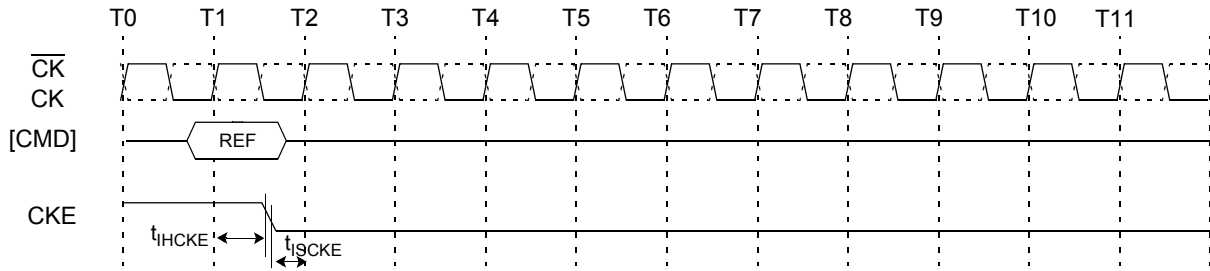 T0 T1 T2 T3 T4 T5 T6 T7 T8 T9 T10 T11
CK
CK
[CMD] REF
CKE
tIHCKE
tISCKE